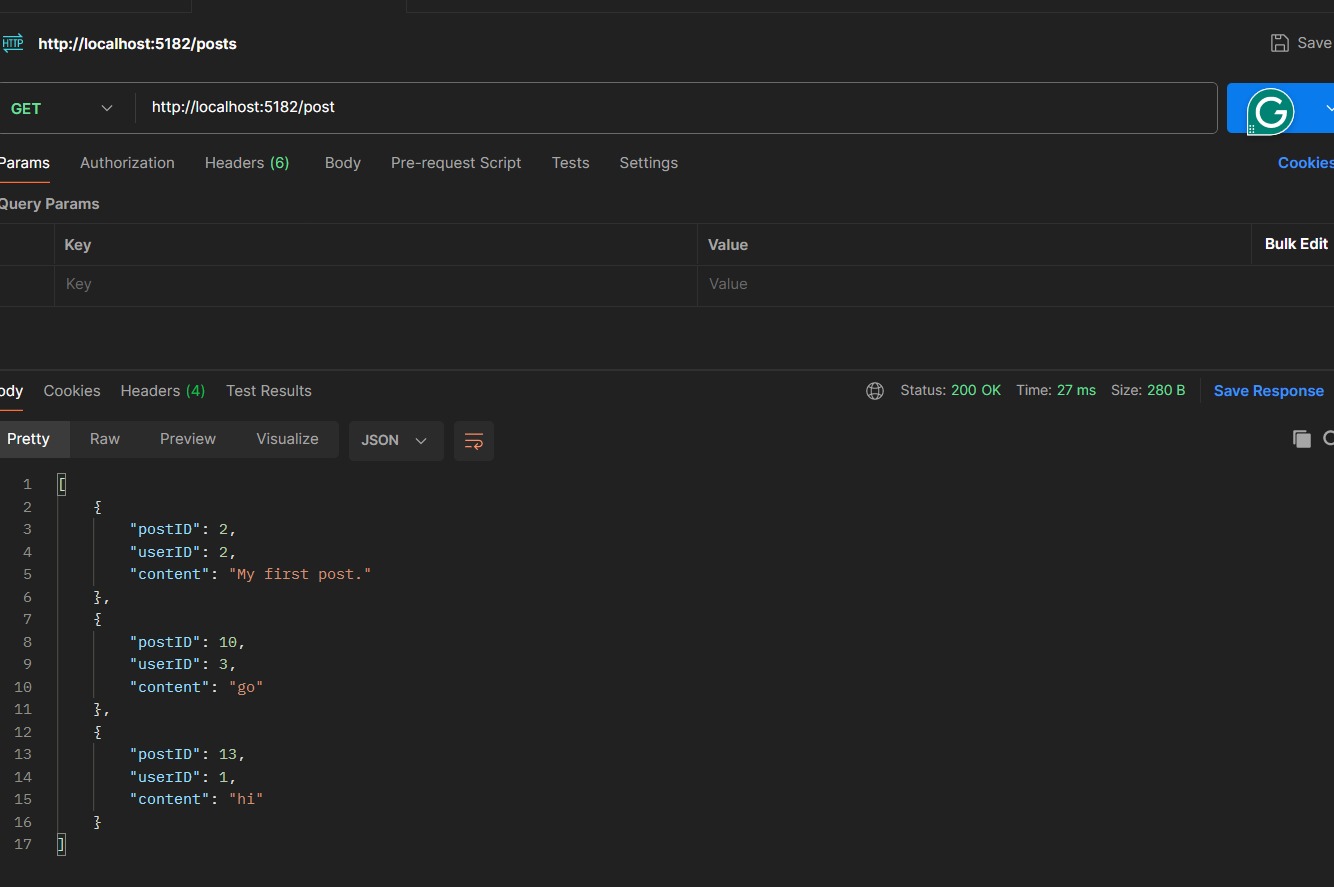 HTTP http://localhost:5182/posts Save
GET http://localhost:5182/post
Params Authorization Headers (6) Body Pre-request Script Tests Settings Cookies
Query Params
Key Value Bulk Edit
Key Value
ody Cookies Headers (4) Test Results Status: 200 OK Time: 27 ms Size: 280 B Save Response
Pretty Raw Preview Visualize JSON
1 [
2 {
3 "postID": 2,
4 "userID": 2,
5 "content": "My first post."
6 },
7 {
8 "postID": 10,
9 "userID": 3,
10 "content": "go"
11 },
12 {
13 "postID": 13,
14 "userID": 1,
15 "content": "hi"
16 }
17 ]